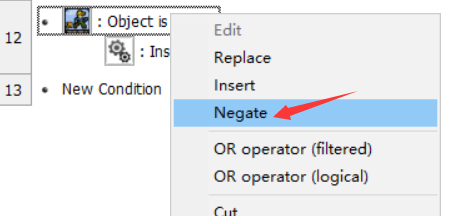 12
: Object is
: Ins
13
New Condition
Edit
Replace
Insert
Negate
OR operator (filtered)
OR operator (logical)
Cut